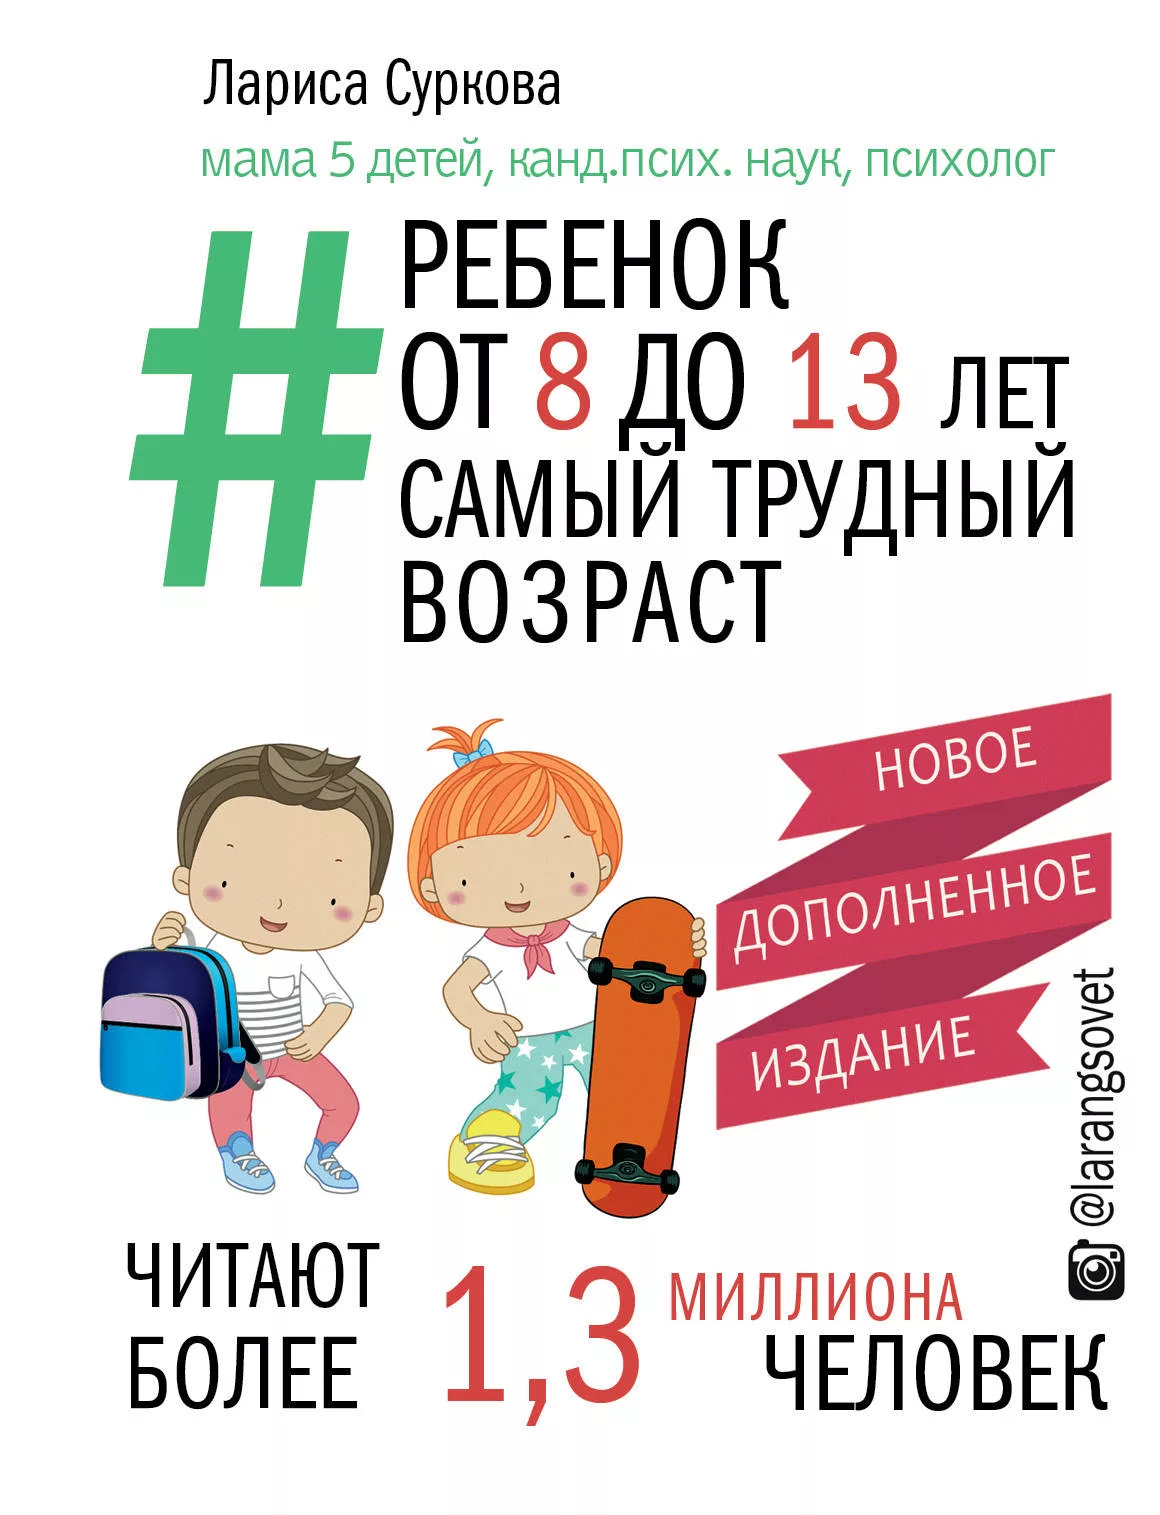 Лариса Суркова
мама 5 детей, канд.псих. наук, психолог
#РЕБЕНОК
ОТ 8 ДО 13 ЛЕТ
САМЫЙ ТРУДНЫЙ
ВОЗРАСТ
НОВОЕ
ДОПОЛНЕННОЕ
ИЗДАНИЕ
@larangsovet
ЧИТАЮТ
БОЛЕЕ
1,3
МИЛЛИОНА
ЧЕЛОВЕК